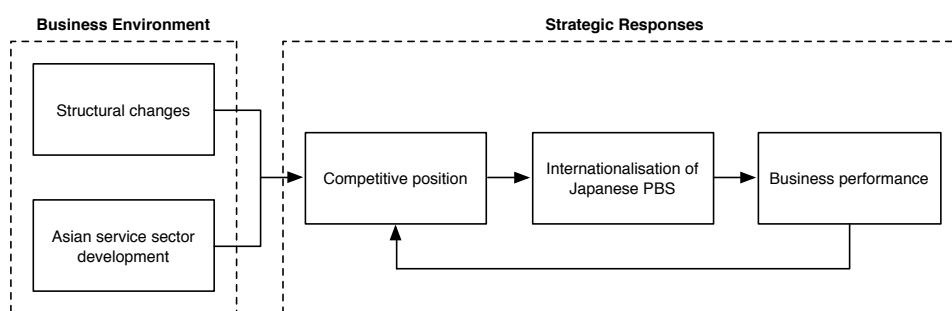 Business Environment
Strategic Responses
Structural changes
Asian service sector
development
Competitive position
Internationalisation of
Japanese PBS
Business performance